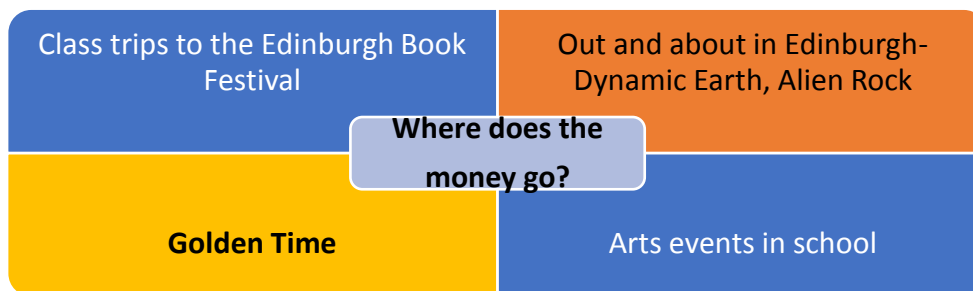 Class trips to the Edinburgh Book
Festival
Out and about in Edinburgh-
Dynamic Earth, Alien Rock
Where does the
money go?
Golden Time
Arts events in school